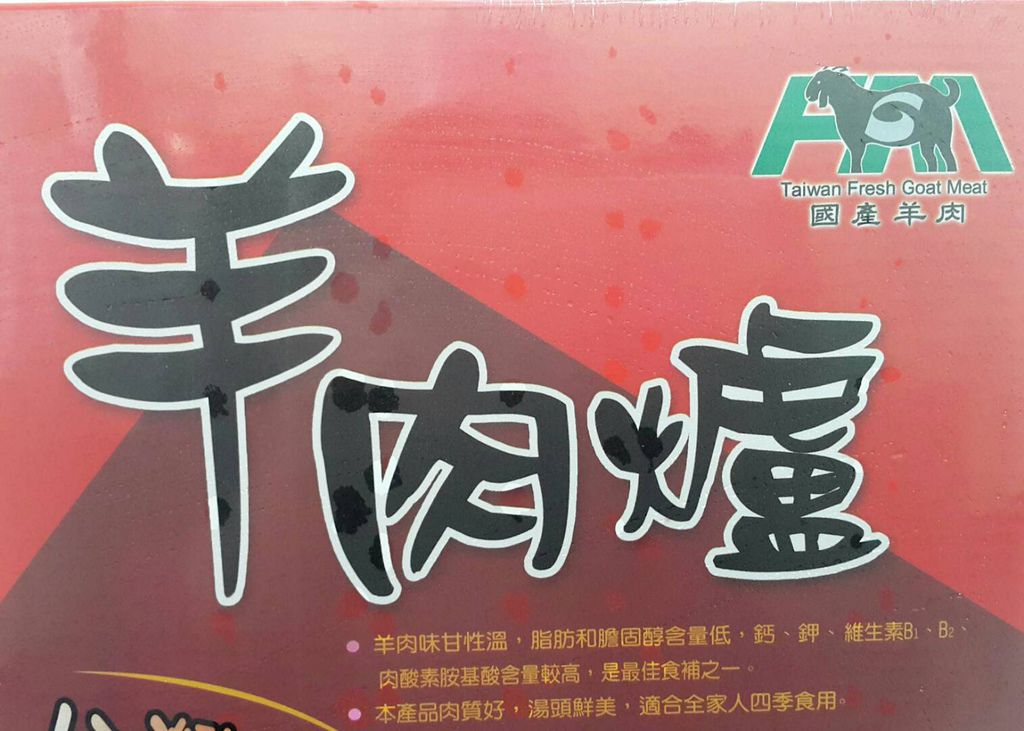 羊肉爐
Taiwan Fresh Goat Meat
國產羊肉
羊肉味甘性溫，脂肪和膽固醇含量低，鈣、鉀、維生素B1、B2、
肉酸素胺基酸含量較高，是最佳食補之一。
本產品肉質好，湯頭鮮美，適合全家人四季食用。